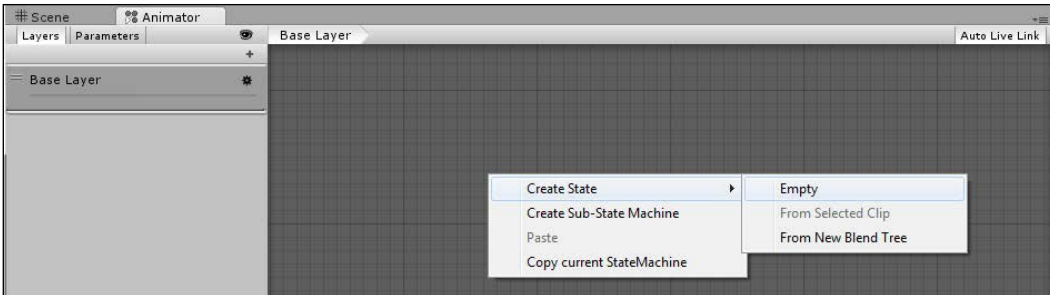 Scene
Animator
Layers
Parameters
Base Layer
Auto Live Link
+
Base Layer
Create State
Create Sub-State Machine
Paste
Copy current StateMachine
Empty
From Selected Clip
From New Blend Tree